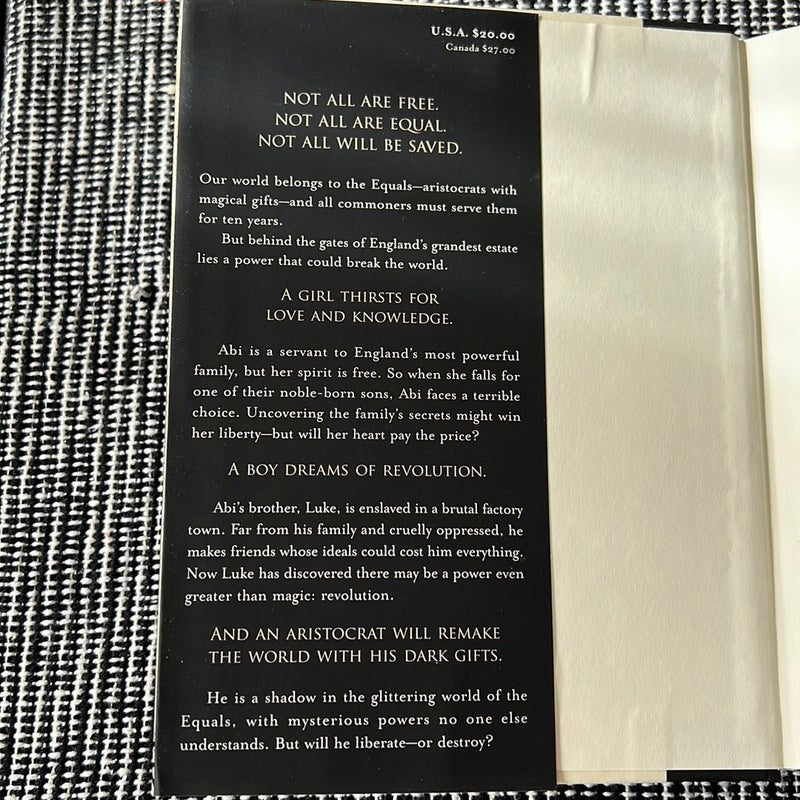 U.S.A. $20.00
Canada $27.00
NOT ALL ARE FREE.
NOT ALL ARE EQUAL.
NOT ALL WILL BE SAVED.
Our world belongs to the Equals—aristocrats with
magical gifts—and all commoners must serve them
for ten years.
But behind the gates of England's grandest estate
lies a power that could break the world.
A GIRL THIRSTS FOR
LOVE AND KNOWLEDGE.
Abi is a servant to England's most powerful
family, but her spirit is free. So when she falls for
one of their noble-born sons, Abi faces a terrible
choice. Uncovering the family's secrets might win
her liberty—but will her heart pay the price?
A BOY DREAMS OF REVOLUTION.
Abi's brother, Luke, is enslaved in a brutal factory
town. Far from his family and cruelly oppressed, he
makes friends whose ideals could cost him everything.
Now Luke has discovered there may be a power even
greater than magic: revolution.
AND AN ARISTOCRAT WILL REMAKE
THE WORLD WITH HIS DARK GIFTS.
He is a shadow in the glittering world of the
Equals, with mysterious powers no one else
understands. But will he liberate—or destroy?